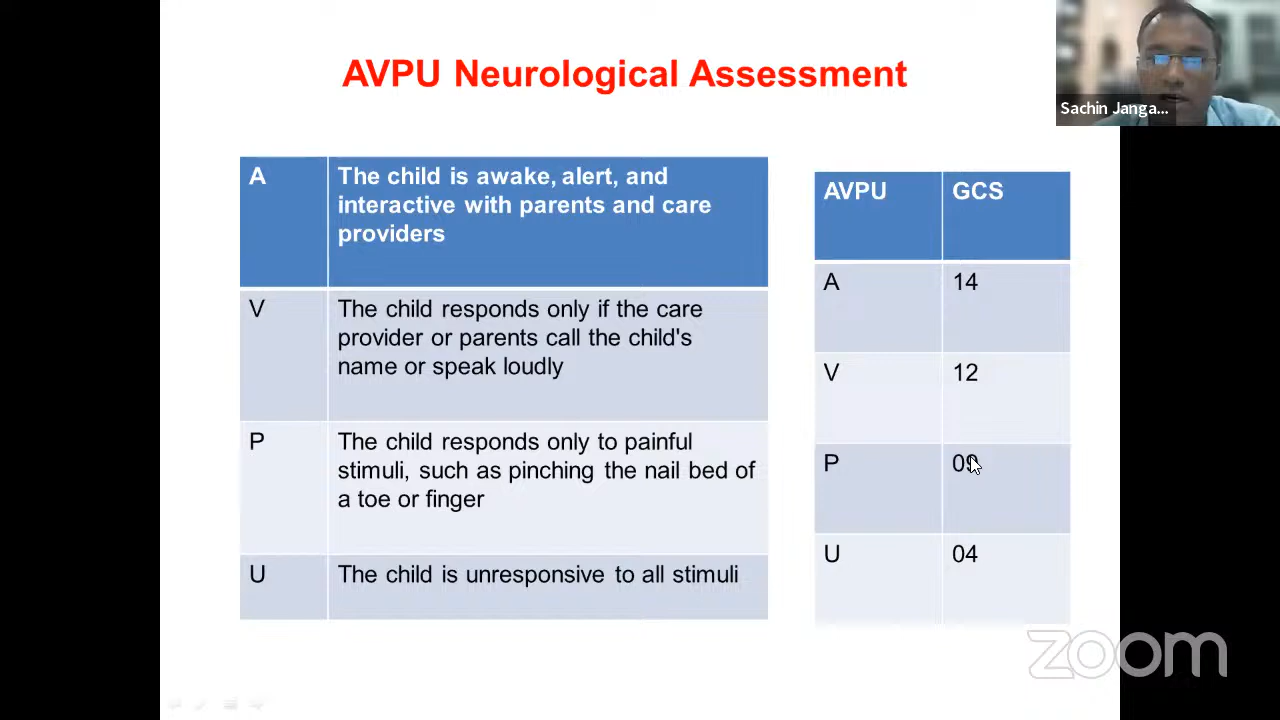 AVPU Neurological Assessment
Sachin Janga...
A
The child is awake, alert, and
interactive with parents and care
providers
V
The child responds only if the care
provider or parents call the child's
name or speak loudly
P
The child responds only to painful
stimuli, such as pinching the nail bed of
a toe or finger
U
The child is unresponsive to all stimuli
AVPU GCS
A 14
V 12
P 09
U 04
zoom